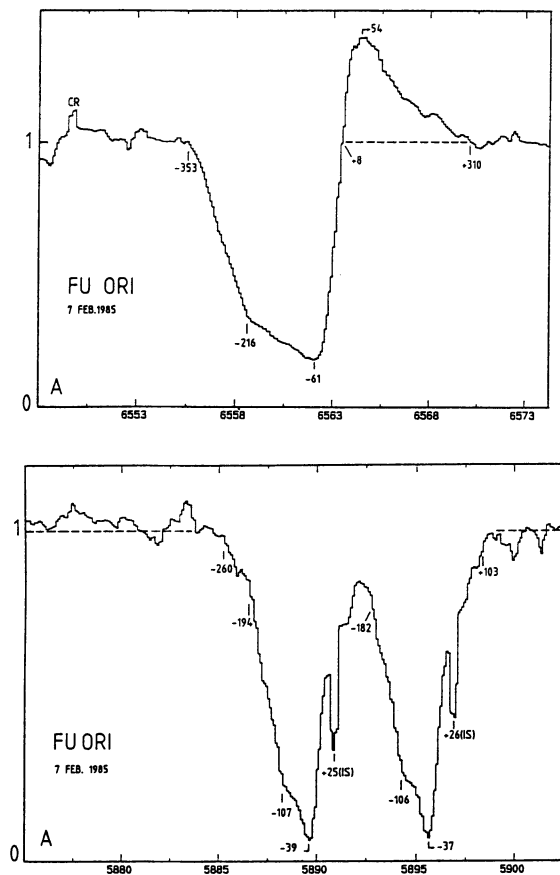 54
CR
1
-353
+8
+310
FU ORI
7 FEB.1985
-216
-61
A
0
6553 6558 6563 6568 6573
1
-260
+103
-194
-182
+26(IS)
FU ORI
+25(IS)
7 FEB. 1985
-107
-106
A
-39
-37
0
5880 5885 5890 5895 5900